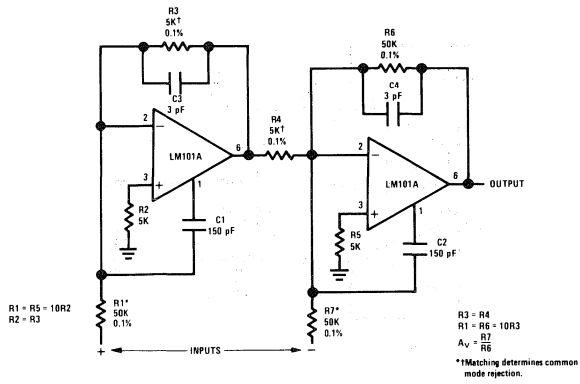 R3
5K†
0.1%
C3
3 pF
2
−
LM101A
6
3
+
1
R2
5K
C1
150 pF
R4
5K†
0.1%
R6
50K
0.1%
C4
3 pF
2
−
LM101A
6
OUTPUT
3
+
1
R5
5K
C2
150 pF
R1 = R5 = 10R2
R2 = R3
R1*
50K
0.1%
R7*
50K
0.1%
+ INPUTS −
R3 = R4
R1 = R6 = 10R3
AV = R7/R6
*†Matching determines common
mode rejection.